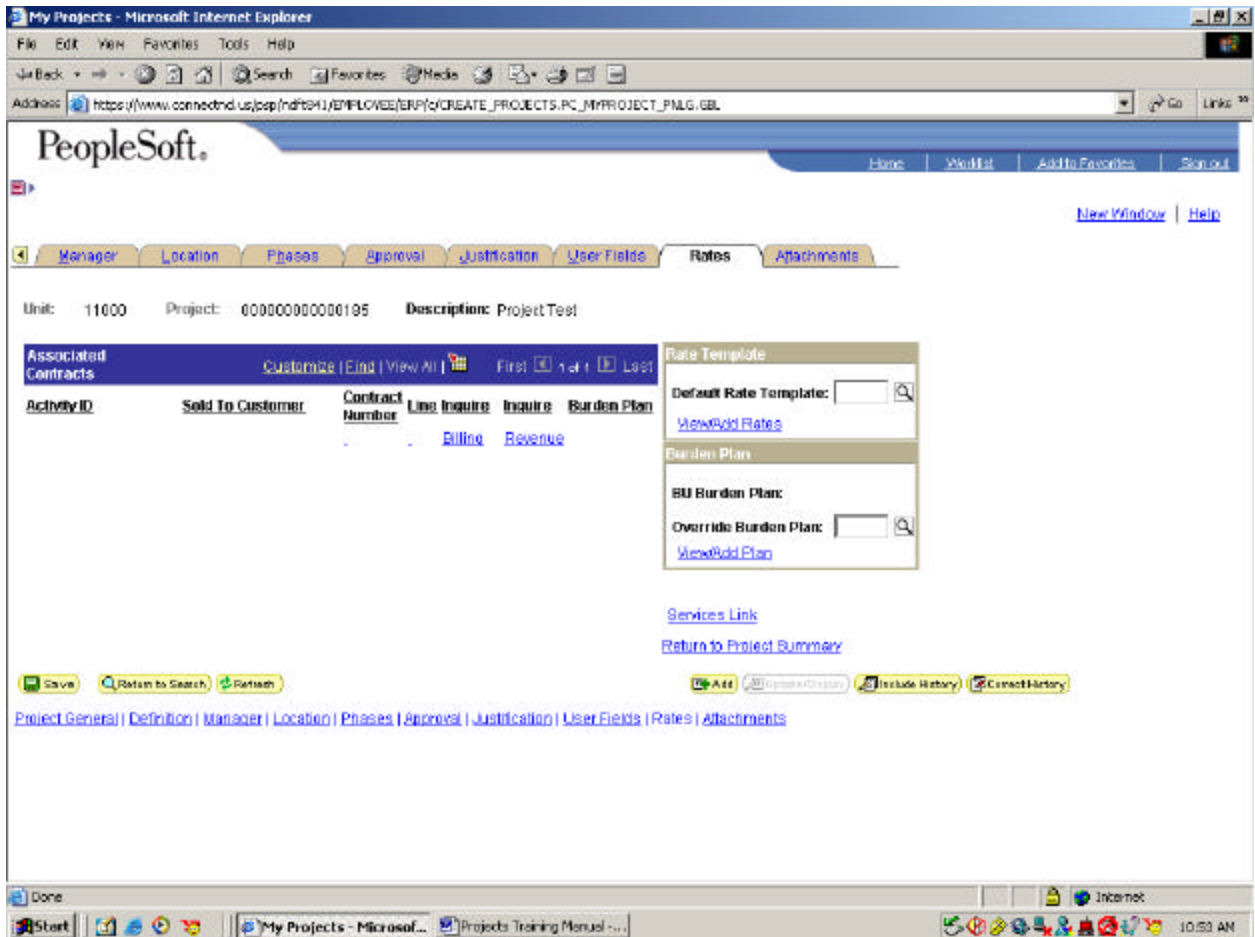 My Projects - Microsoft Internet Explorer
File Edit View Favorites Tools Help
Back Search Favorites Media
Address https://www.connectnd.us/psp/ndft841/EMPLOYEE/ERP/c/CREATE_PROJECTS.PC_MYPROJECT_PNLG.GBL Go Links »
PeopleSoft.
Home | Worklist | Add to Favorites | Sign out
New Window | Help
Manager Location Phases Approval Justification User Fields Rates Attachments
Unit: 11000 Project: 000000000000195 Description: Project Test
Associated Contracts Customize | Find | View All | First 1 of 1 Last
Activity ID Sold To Customer Contract Number Line Inquire Inquire Burden Plan
Billing Revenue
Rate Template
Default Rate Template:
View/Add Rates
Burden Plan
BU Burden Plan:
Override Burden Plan:
View/Add Plan
Services Link
Return to Project Summary
Save Return to Search Refresh Add Update/Display Include History Correct History
Project General | Definition | Manager | Location | Phases | Approval | Justification | User Fields | Rates | Attachments
Done Internet
Start My Projects - Microsof... Projects Training Manual -... 10:53 AM